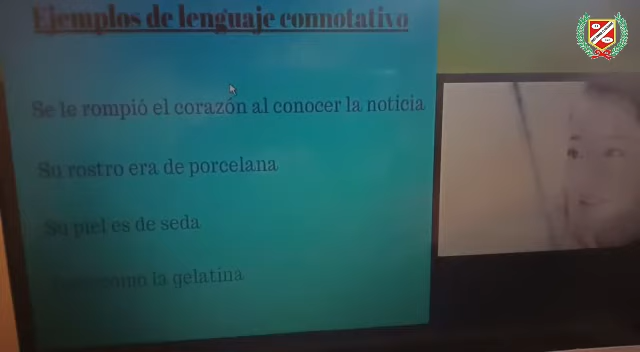 Ejemplos de lenguaje connotativo
Se le rompió el corazón al conocer la noticia
Su rostro era de porcelana
Su piel es de seda
como la gelatina